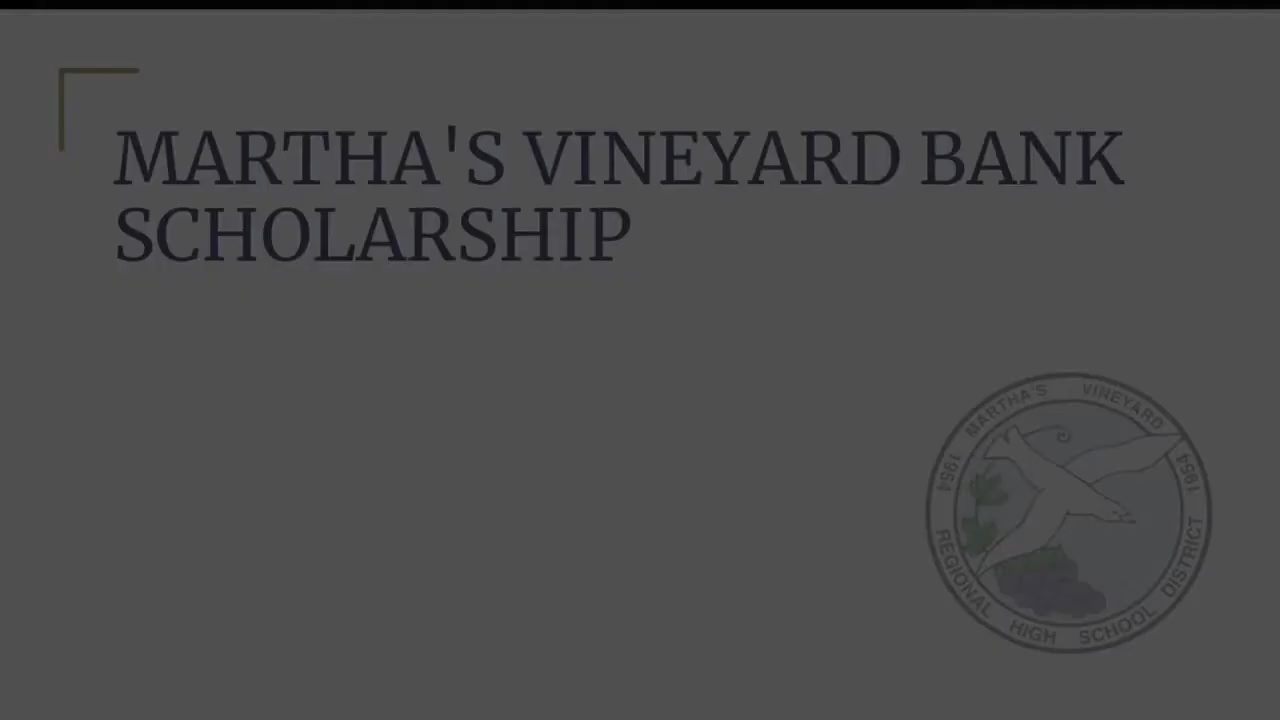 MARTHA'S VINEYARD BANK
SCHOLARSHIP
MARTHA'S VINEYARD
1954 1954
REGIONAL HIGH SCHOOL DISTRICT